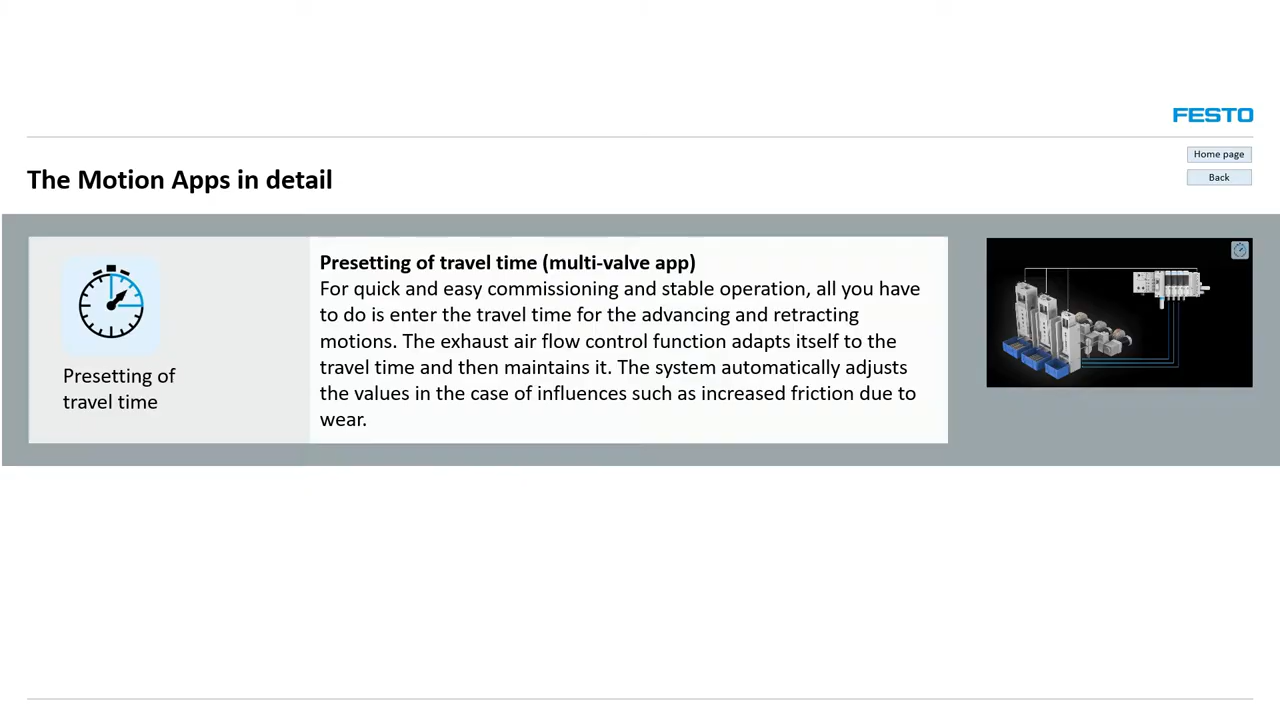 FESTO
Home page
The Motion Apps in detail
Back
Presetting of travel time (multi-valve app)
For quick and easy commissioning and stable operation, all you have
to do is enter the travel time for the advancing and retracting
motions. The exhaust air flow control function adapts itself to the
travel time and then maintains it. The system automatically adjusts
the values in the case of influences such as increased friction due to
wear.
Presetting of
travel time